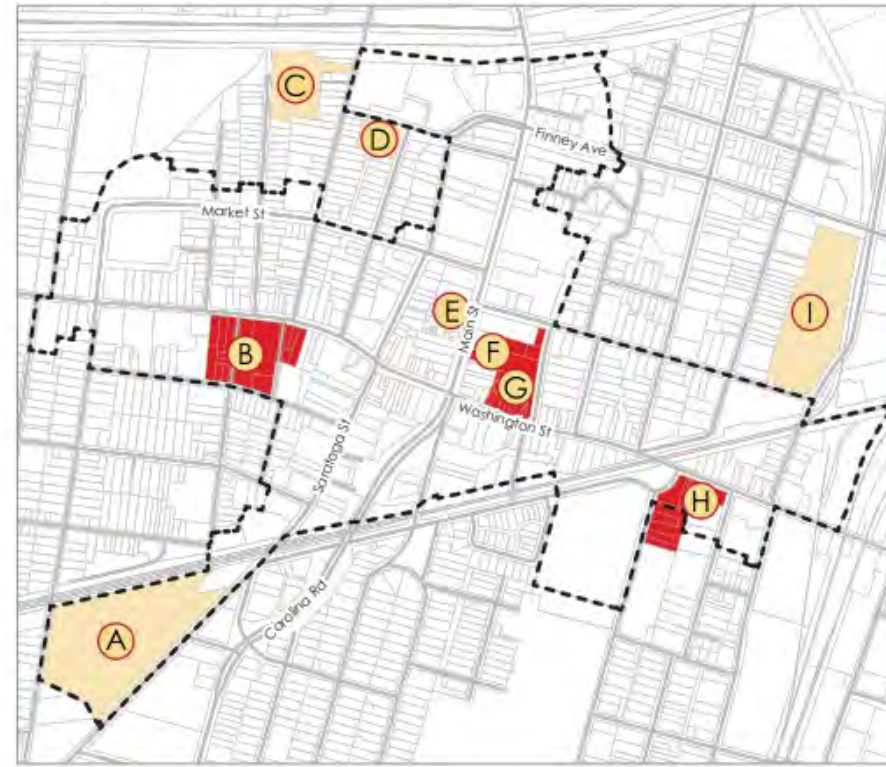 C
D
Finney Ave
Market St
E
Main St
I
B
F
G
Washington St
Saratoga St
H
Carolina Rd
A